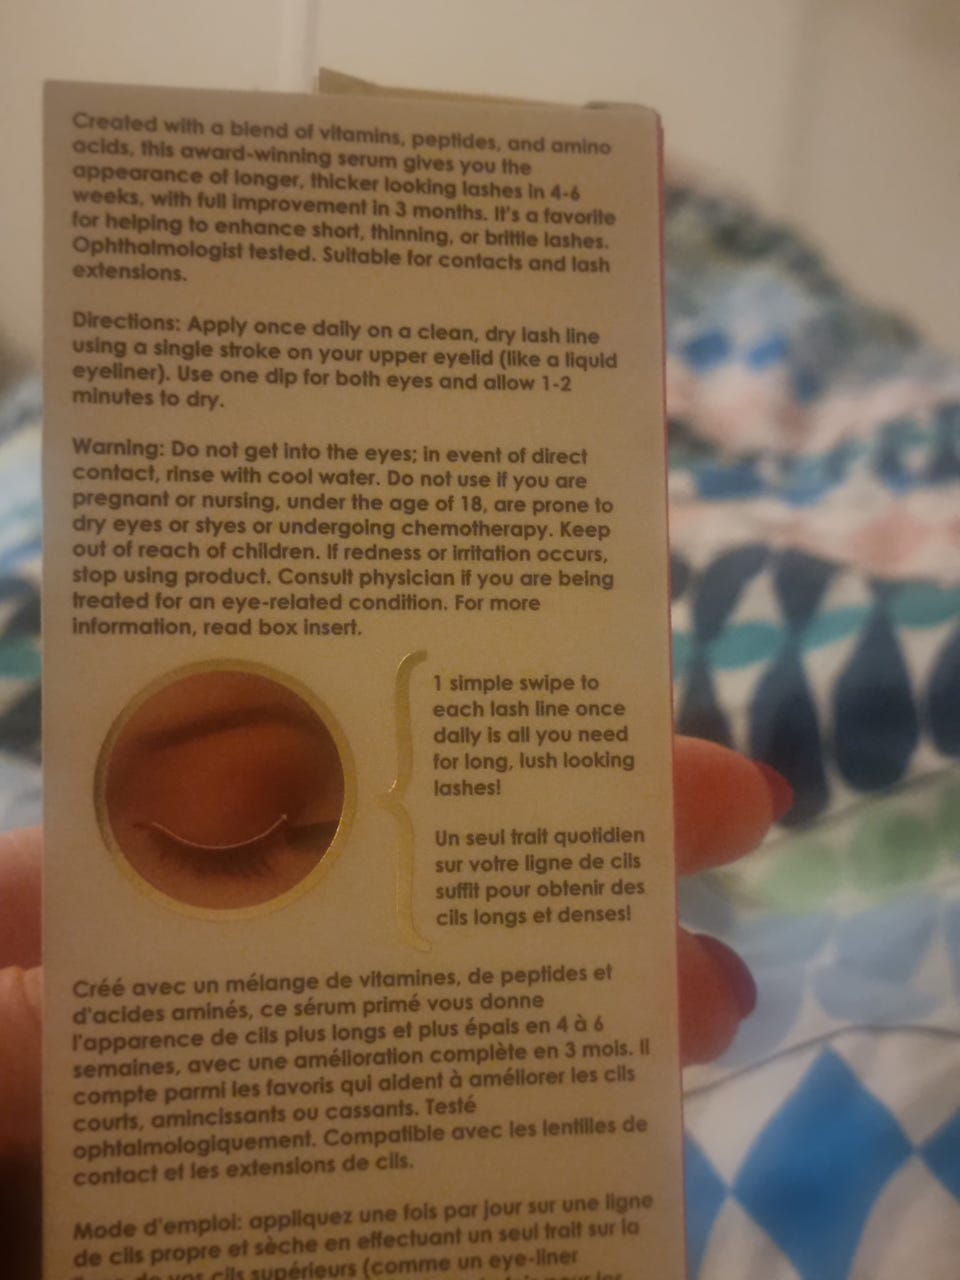 Created with a blend of vitamins, peptides, and amino
acids, this award-winning serum gives you the
appearance of longer, thicker looking lashes in 4-6
weeks, with full improvement in 3 months. It's a favorite
for helping to enhance short, thinning, or brittle lashes.
Ophthalmologist tested. Suitable for contacts and lash
extensions.
Directions: Apply once daily on a clean, dry lash line
using a single stroke on your upper eyelid (like a liquid
eyeliner). Use one dip for both eyes and allow 1-2
minutes to dry.
Warning: Do not get into the eyes; in event of direct
contact, rinse with cool water. Do not use if you are
pregnant or nursing, under the age of 18, are prone to
dry eyes or styes or undergoing chemotherapy. Keep
out of reach of children. If redness or irritation occurs,
stop using product. Consult physician if you are being
treated for an eye-related condition. For more
information, read box insert.
1 simple swipe to
each lash line once
daily is all you need
for long, lush looking
lashes!
Un seul trait quotidien
sur votre ligne de cils
suffit pour obtenir des
cils longs et denses!
Créé avec un mélange de vitamines, de peptides et
d'acides aminés, ce sérum primé vous donne
l'apparence de cils plus longs et plus épais en 4 à 6
semaines, avec une amélioration complète en 3 mois. Il
compte parmi les favoris qui aident à améliorer les cils
courts, amincissants ou cassants. Testé
ophtalmologiquement. Compatible avec les lentilles de
contact et les extensions de cils.
Mode d'emploi: appliquez une fois par jour sur une ligne
de cils propre et sèche en effectuant un seul trait sur la
de vos cils supérieurs (comme un eye-liner